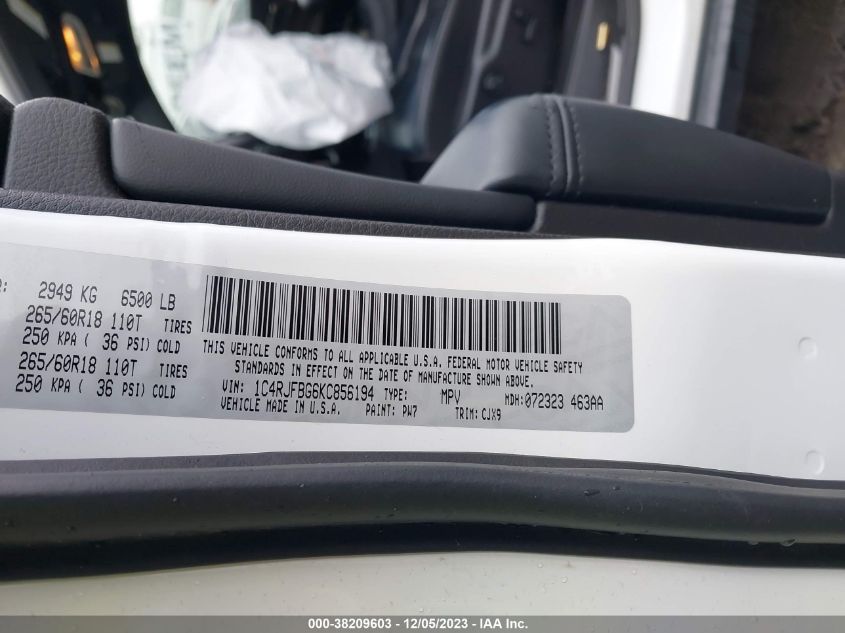 R: 2949 KG 6500 LB
265/60R18 110T TIRES
250 KPA ( 36 PSI) COLD
265/60R18 110T TIRES
250 KPA ( 36 PSI) COLD
THIS VEHICLE CONFORMS TO ALL APPLICABLE U.S.A. FEDERAL MOTOR VEHICLE SAFETY
STANDARDS IN EFFECT ON THE DATE OF MANUFACTURE SHOWN ABOVE.
VIN: 1C4RJFBG6KC856194 TYPE: MPV MDH:072323 463AA
VEHICLE MADE IN U.S.A. PAINT: PW7 TRIM: CJX9
000-38209603 - 12/05/2023 - IAA Inc.